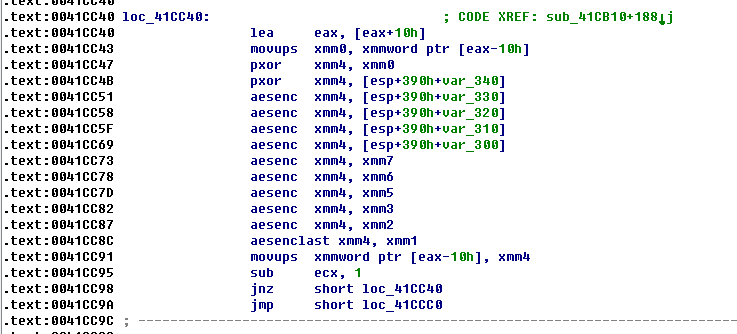 .text:0041CC40
.text:0041CC40 loc_41CC40: ; CODE XREF: sub_41CB10+188↓j
.text:0041CC40 lea eax, [eax+10h]
.text:0041CC43 movups xmm0, xmmword ptr [eax-10h]
.text:0041CC47 pxor xmm4, xmm0
.text:0041CC4B pxor xmm4, [esp+390h+var_340]
.text:0041CC51 aesenc xmm4, [esp+390h+var_330]
.text:0041CC58 aesenc xmm4, [esp+390h+var_320]
.text:0041CC5F aesenc xmm4, [esp+390h+var_310]
.text:0041CC69 aesenc xmm4, [esp+390h+var_300]
.text:0041CC73 aesenc xmm4, xmm7
.text:0041CC78 aesenc xmm4, xmm6
.text:0041CC7D aesenc xmm4, xmm5
.text:0041CC82 aesenc xmm4, xmm3
.text:0041CC87 aesenc xmm4, xmm2
.text:0041CC8C aesenclast xmm4, xmm1
.text:0041CC91 movups xmmword ptr [eax-10h], xmm4
.text:0041CC95 sub ecx, 1
.text:0041CC98 jnz short loc_41CC40
.text:0041CC9A jmp short loc_41CCC0
.text:0041CC9C ; ---------------------------------------------------------------------------